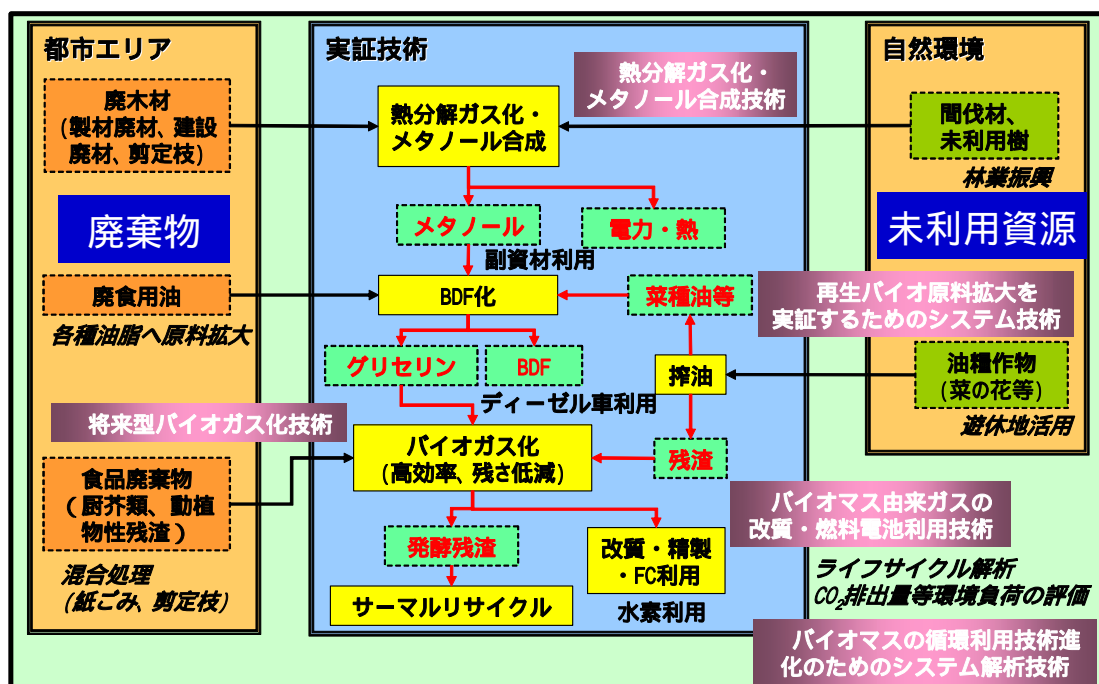 都市エリア
廃木材
(製材廃材、建設
廃材、剪定枝)
廃棄物
廃食用油
各種油脂へ原料拡大
将来型バイオガス化技術
食品廃棄物
(厨芥類、動植
物性残渣)
混合処理
(紙ごみ、剪定枝)
実証技術
熱分解ガス化・
メタノール合成技術
熱分解ガス化・
メタノール合成
メタノール
電力・熱
副資材利用
BDF化
菜種油等
グリセリン
BDF
搾油
ディーゼル車利用
バイオガス化
(高効率、残さ低減)
残渣
発酵残渣
改質・精製
・FC利用
サーマルリサイクル
水素利用
自然環境
間伐材、
未利用樹
林業振興
未利用資源
再生バイオ原料拡大を
実証するためのシステム技術
油糧作物
(菜の花等)
遊休地活用
バイオマス由来ガスの
改質・燃料電池利用技術
ライフサイクル解析
CO2排出量等環境負荷の評価
バイオマスの循環利用技術進
化のためのシステム解析技術